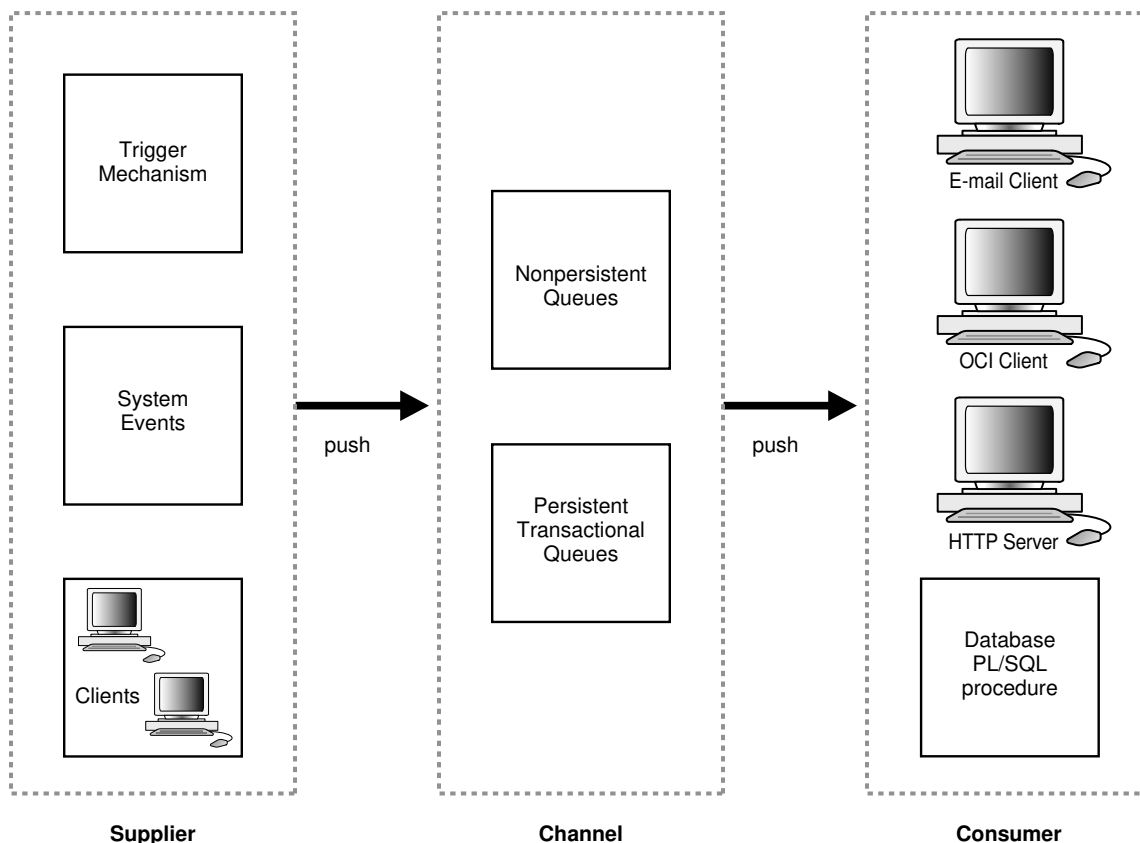 Trigger
Mechanism
System
Events
Clients
Supplier
push
Nonpersistent
Queues
Persistent
Transactional
Queues
Channel
push
E-mail Client
OCI Client
HTTP Server
Database
PL/SQL
procedure
Consumer